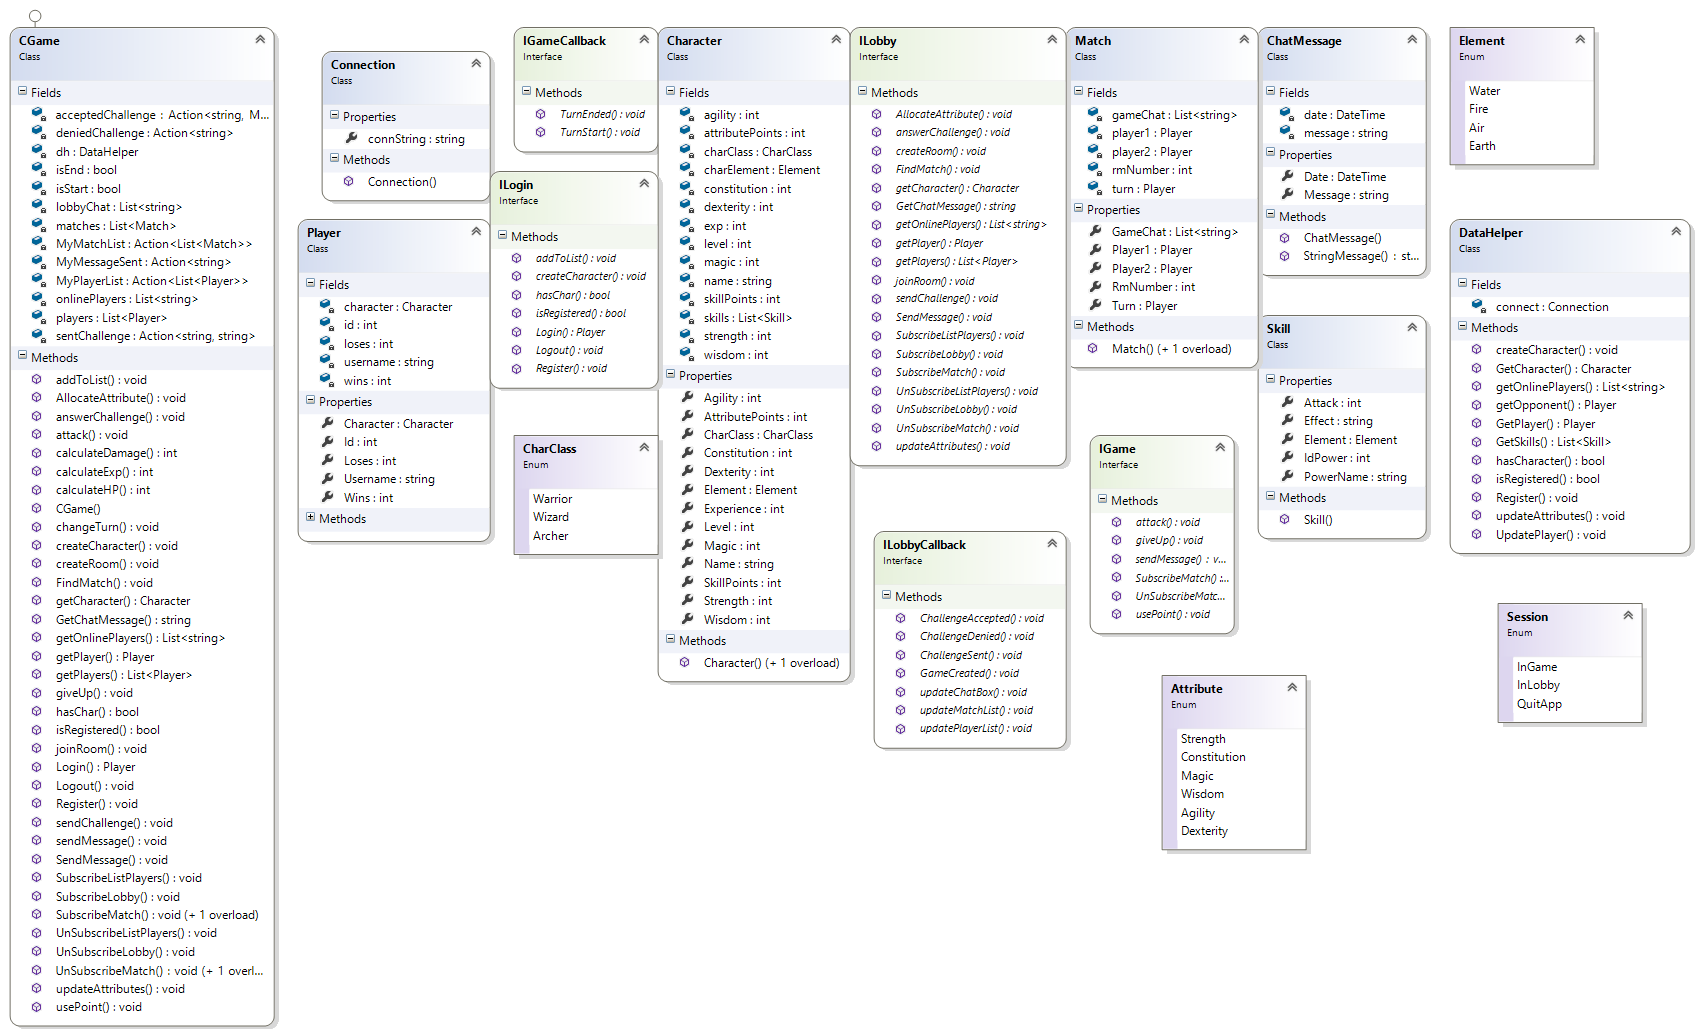 CGame
Class
Fields
acceptedChallenge : Action<string, M...
deniedChallenge : Action<string>
dh : DataHelper
isEnd : bool
isStart : bool
lobbyChat : List<string>
matches : List<Match>
MyMatchList : Action<List<Match>>
MyMessageSent : Action<string>
MyPlayerList : Action<List<Player>>
onlinePlayers : List<string>
players : List<Player>
sentChallenge : Action<string, string>
Methods
addToList() : void
AllocateAttribute() : void
answerChallenge() : void
attack() : void
calculateDamage() : int
calculateExp() : int
calculateHP() : int
CGame()
changeTurn() : void
createCharacter() : void
createRoom() : void
FindMatch() : void
getCharacter() : Character
GetChatMessage() : string
getOnlinePlayers() : List<string>
getPlayer() : Player
getPlayers() : List<Player>
giveUp() : void
hasChar() : bool
isRegistered() : bool
joinRoom() : void
Login() : Player
Logout() : void
Register() : void
sendChallenge() : void
sendMessage() : void
SendMessage() : void
SubscribeListPlayers() : void
SubscribeLobby() : void
SubscribeMatch() : void (+ 1 overload)
UnSubscribeListPlayers() : void
UnSubscribeLobby() : void
UnSubscribeMatch() : void (+ 1 overl...
updateAttributes() : void
usePoint() : void
Connection
Class
Properties
connString : string
Methods
Connection()
Player
Class
Fields
character : Character
id : int
loses : int
username : string
wins : int
Properties
Character : Character
Id : int
Loses : int
Username : string
Wins : int
Methods
IGameCallback
Interface
Methods
TurnEnded() : void
TurnStart() : void
ILogin
Interface
Methods
addToList() : void
createCharacter() : void
hasChar() : bool
isRegistered() : bool
Login() : Player
Logout() : void
Register() : void
CharClass
Enum
Warrior
Wizard
Archer
Character
Class
Fields
agility : int
attributePoints : int
charClass : CharClass
charElement : Element
constitution : int
dexterity : int
exp : int
level : int
magic : int
name : string
skillPoints : int
skills : List<Skill>
strength : int
wisdom : int
Properties
Agility : int
AttributePoints : int
CharClass : CharClass
Constitution : int
Dexterity : int
Element : Element
Experience : int
Level : int
Magic : int
Name : string
SkillPoints : int
Strength : int
Wisdom : int
Methods
Character() (+ 1 overload)
ILobby
Interface
Methods
AllocateAttribute() : void
answerChallenge() : void
createRoom() : void
FindMatch() : void
getCharacter() : Character
GetChatMessage() : string
getOnlinePlayers() : List<string>
getPlayer() : Player
getPlayers() : List<Player>
joinRoom() : void
sendChallenge() : void
SendMessage() : void
SubscribeListPlayers() : void
SubscribeLobby() : void
SubscribeMatch() : void
UnSubscribeListPlayers() : void
UnSubscribeLobby() : void
UnSubscribeMatch() : void
updateAttributes() : void
ILobbyCallback
Interface
Methods
ChallengeAccepted() : void
ChallengeDenied() : void
ChallengeSent() : void
GameCreated() : void
updateChatBox() : void
updateMatchList() : void
updatePlayerList() : void
Match
Class
Fields
gameChat : List<string>
player1 : Player
player2 : Player
rmNumber : int
turn : Player
Properties
GameChat : List<string>
Player1 : Player
Player2 : Player
RmNumber : int
Turn : Player
Methods
Match() (+ 1 overload)
IGame
Interface
Methods
attack() : void
giveUp() : void
sendMessage() : v...
SubscribeMatch() :...
UnSubscribeMatc...
usePoint() : void
Attribute
Enum
Strength
Constitution
Magic
Wisdom
Agility
Dexterity
ChatMessage
Class
Fields
date : DateTime
message : string
Properties
Date : DateTime
Message : string
Methods
ChatMessage()
StringMessage() : st...
Skill
Class
Properties
Attack : int
Effect : string
Element : Element
IdPower : int
PowerName : string
Methods
Skill()
Element
Enum
Water
Fire
Air
Earth
DataHelper
Class
Fields
connect : Connection
Methods
createCharacter() : void
GetCharacter() : Character
getOnlinePlayers() : List<string>
getOpponent() : Player
GetPlayer() : Player
GetSkills() : List<Skill>
hasCharacter() : bool
isRegistered() : bool
Register() : void
updateAttributes() : void
UpdatePlayer() : void
Session
Enum
InGame
InLobby
QuitApp